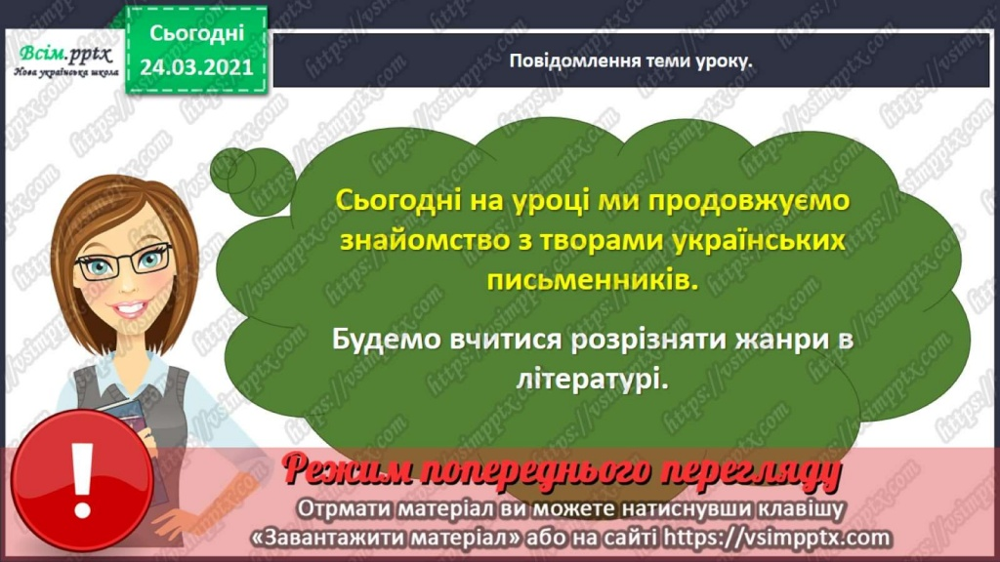 Всім.pptx
Нова українська школа
Сьогодні
24.03.2021
Повідомлення теми уроку.
Сьогодні на уроці ми продовжуємо
знайомство з творами українських
письменників.
Будемо вчитися розрізняти жанри в
літературі.
Режим попереднього перегляду
Отрмати матеріал ви можете натиснувши клавішу
«Завантажити матеріал» або на сайті https://vsimpptx.com